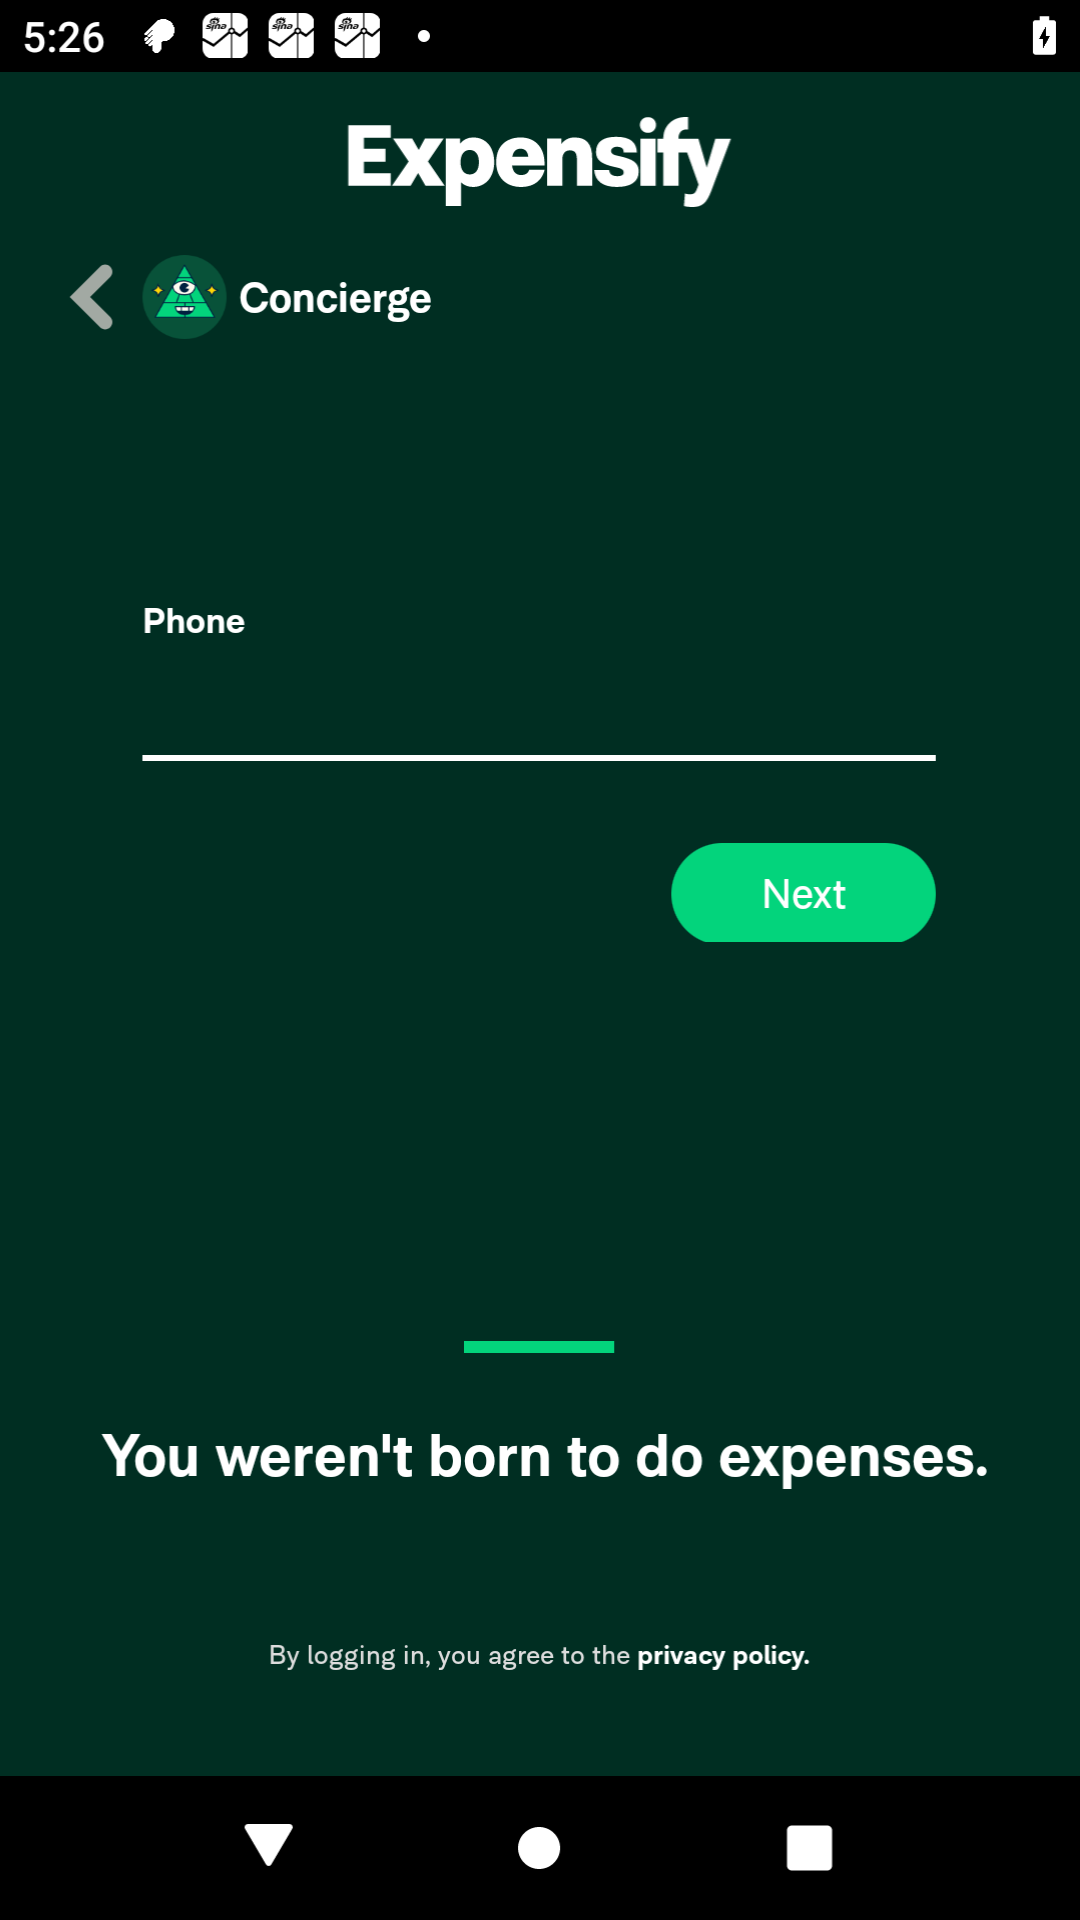 5:26
Expensify
Concierge
Phone
Next
You weren't born to do expenses.
By logging in, you agree to the privacy policy.